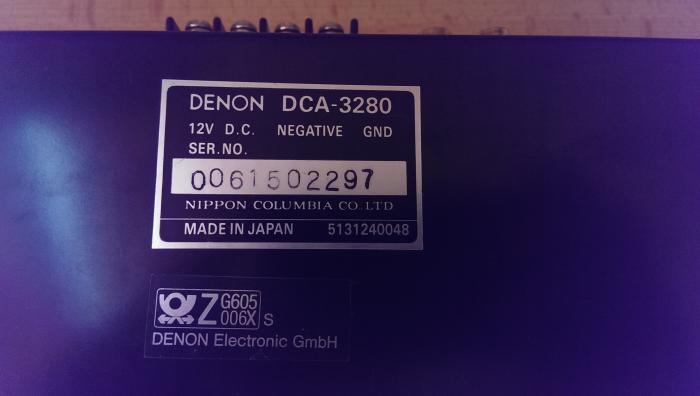 DENON DCA-3280
12V D.C. NEGATIVE GND
SER.NO.
0061502297
NIPPON COLUMBIA CO.LTD
MADE IN JAPAN 5131240048
Z G605
006X S
DENON Electronic GmbH